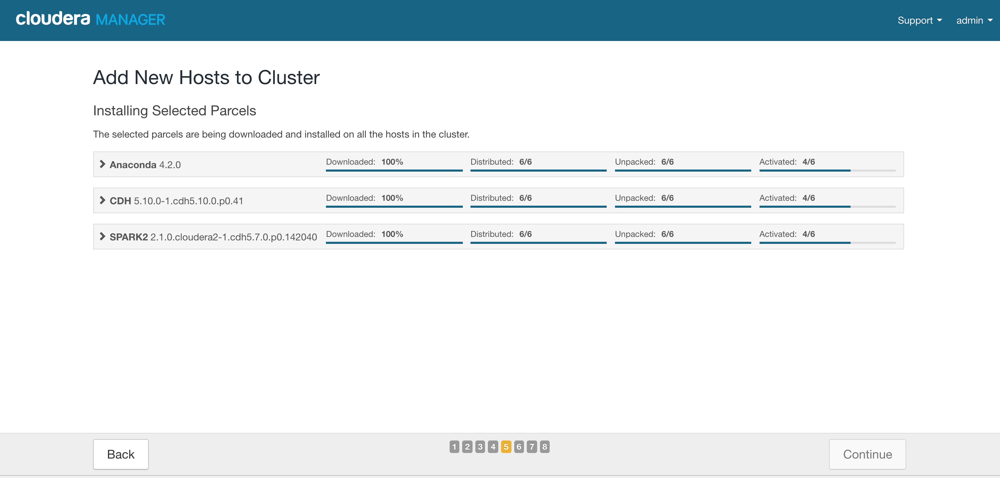 cloudera MANAGER
Support admin
Add New Hosts to Cluster
Installing Selected Parcels
The selected parcels are being downloaded and installed on all the hosts in the cluster.
Anaconda 4.2.0 Downloaded: 100% Distributed: 6/6 Unpacked: 6/6 Activated: 4/6
CDH 5.10.0-1.cdh5.10.0.p0.41 Downloaded: 100% Distributed: 6/6 Unpacked: 6/6 Activated: 4/6
SPARK2 2.1.0.cloudera2-1.cdh5.7.0.p0.142040 Downloaded: 100% Distributed: 6/6 Unpacked: 6/6 Activated: 4/6
Back 1 2 3 4 5 6 7 8 Continue